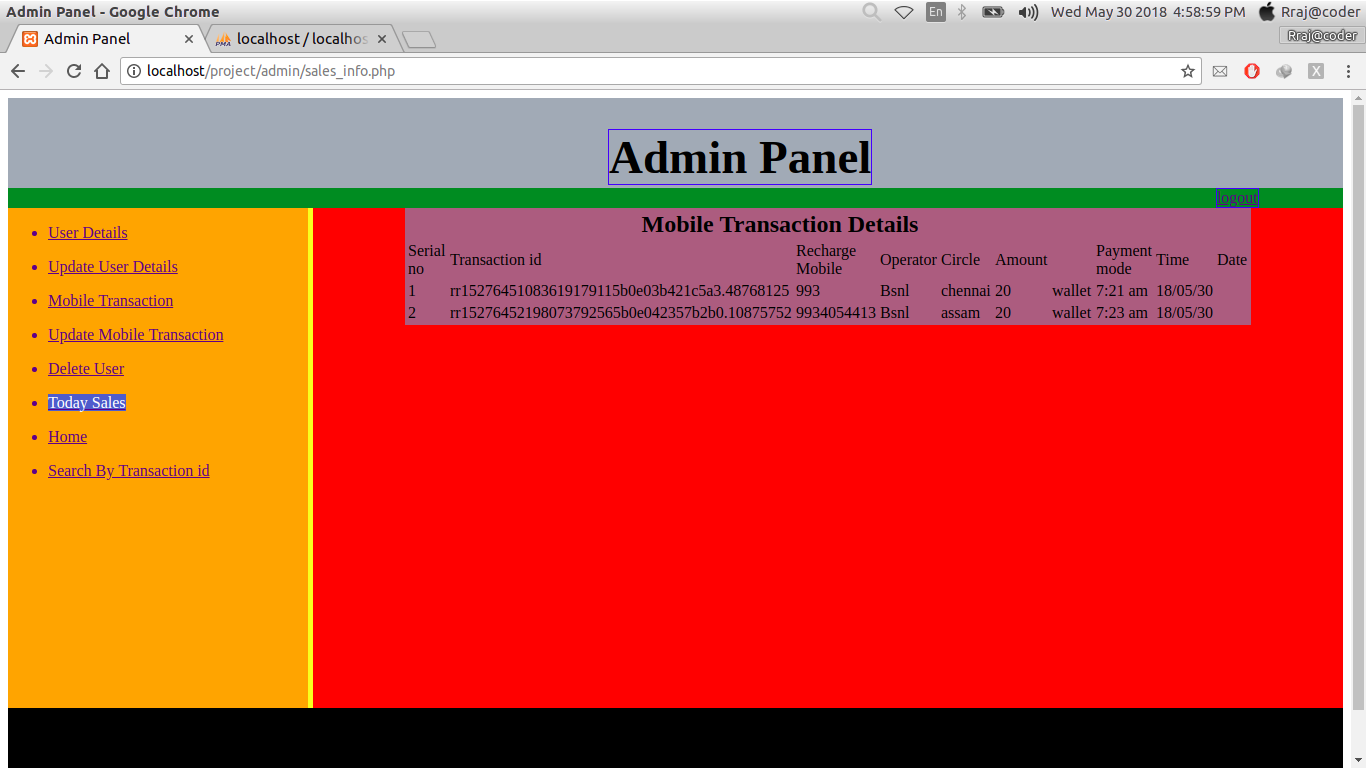 Admin Panel - Google Chrome
En
Wed May 30 2018 4:58:59 PM
Rraj@coder
Admin Panel
PMA
localhost / localhos
Rraj@coder
localhost/project/admin/sales_info.php
X
Admin Panel
logout
User Details
Update User Details
Mobile Transaction
Update Mobile Transaction
Delete User
Today Sales
Home
Search By Transaction id
Mobile Transaction Details
Serial no Transaction id Recharge Mobile Operator Circle Amount Payment mode Time Date
1 rr15276451083619179115b0e03b421c5a3.48768125 993 Bsnl chennai 20 wallet 7:21 am 18/05/30
2 rr15276452198073792565b0e042357b2b0.10875752 9934054413 Bsnl assam 20 wallet 7:23 am 18/05/30